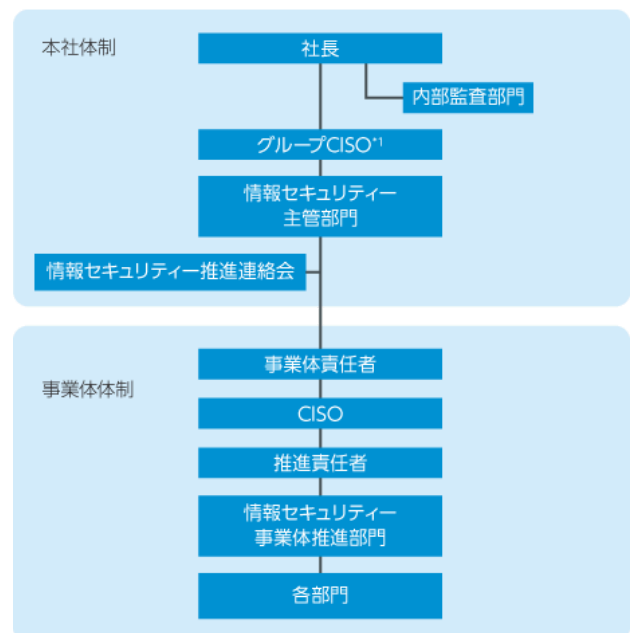 本社体制
社長
内部監査部門
グループCISO*1
情報セキュリティー
主管部門
情報セキュリティー推進連絡会
事業体体制
事業体責任者
CISO
推進責任者
情報セキュリティー
事業体推進部門
各部門